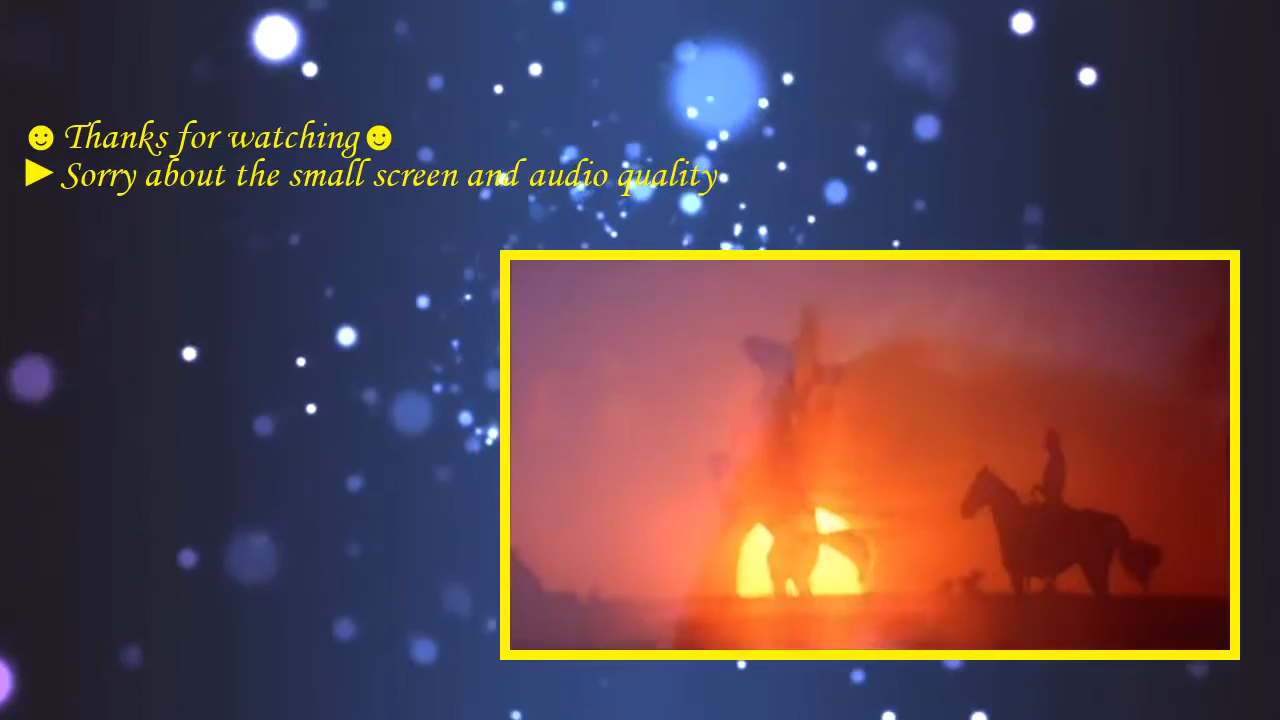 ☻Thanks for watching☻
►Sorry about the small screen and audio quality